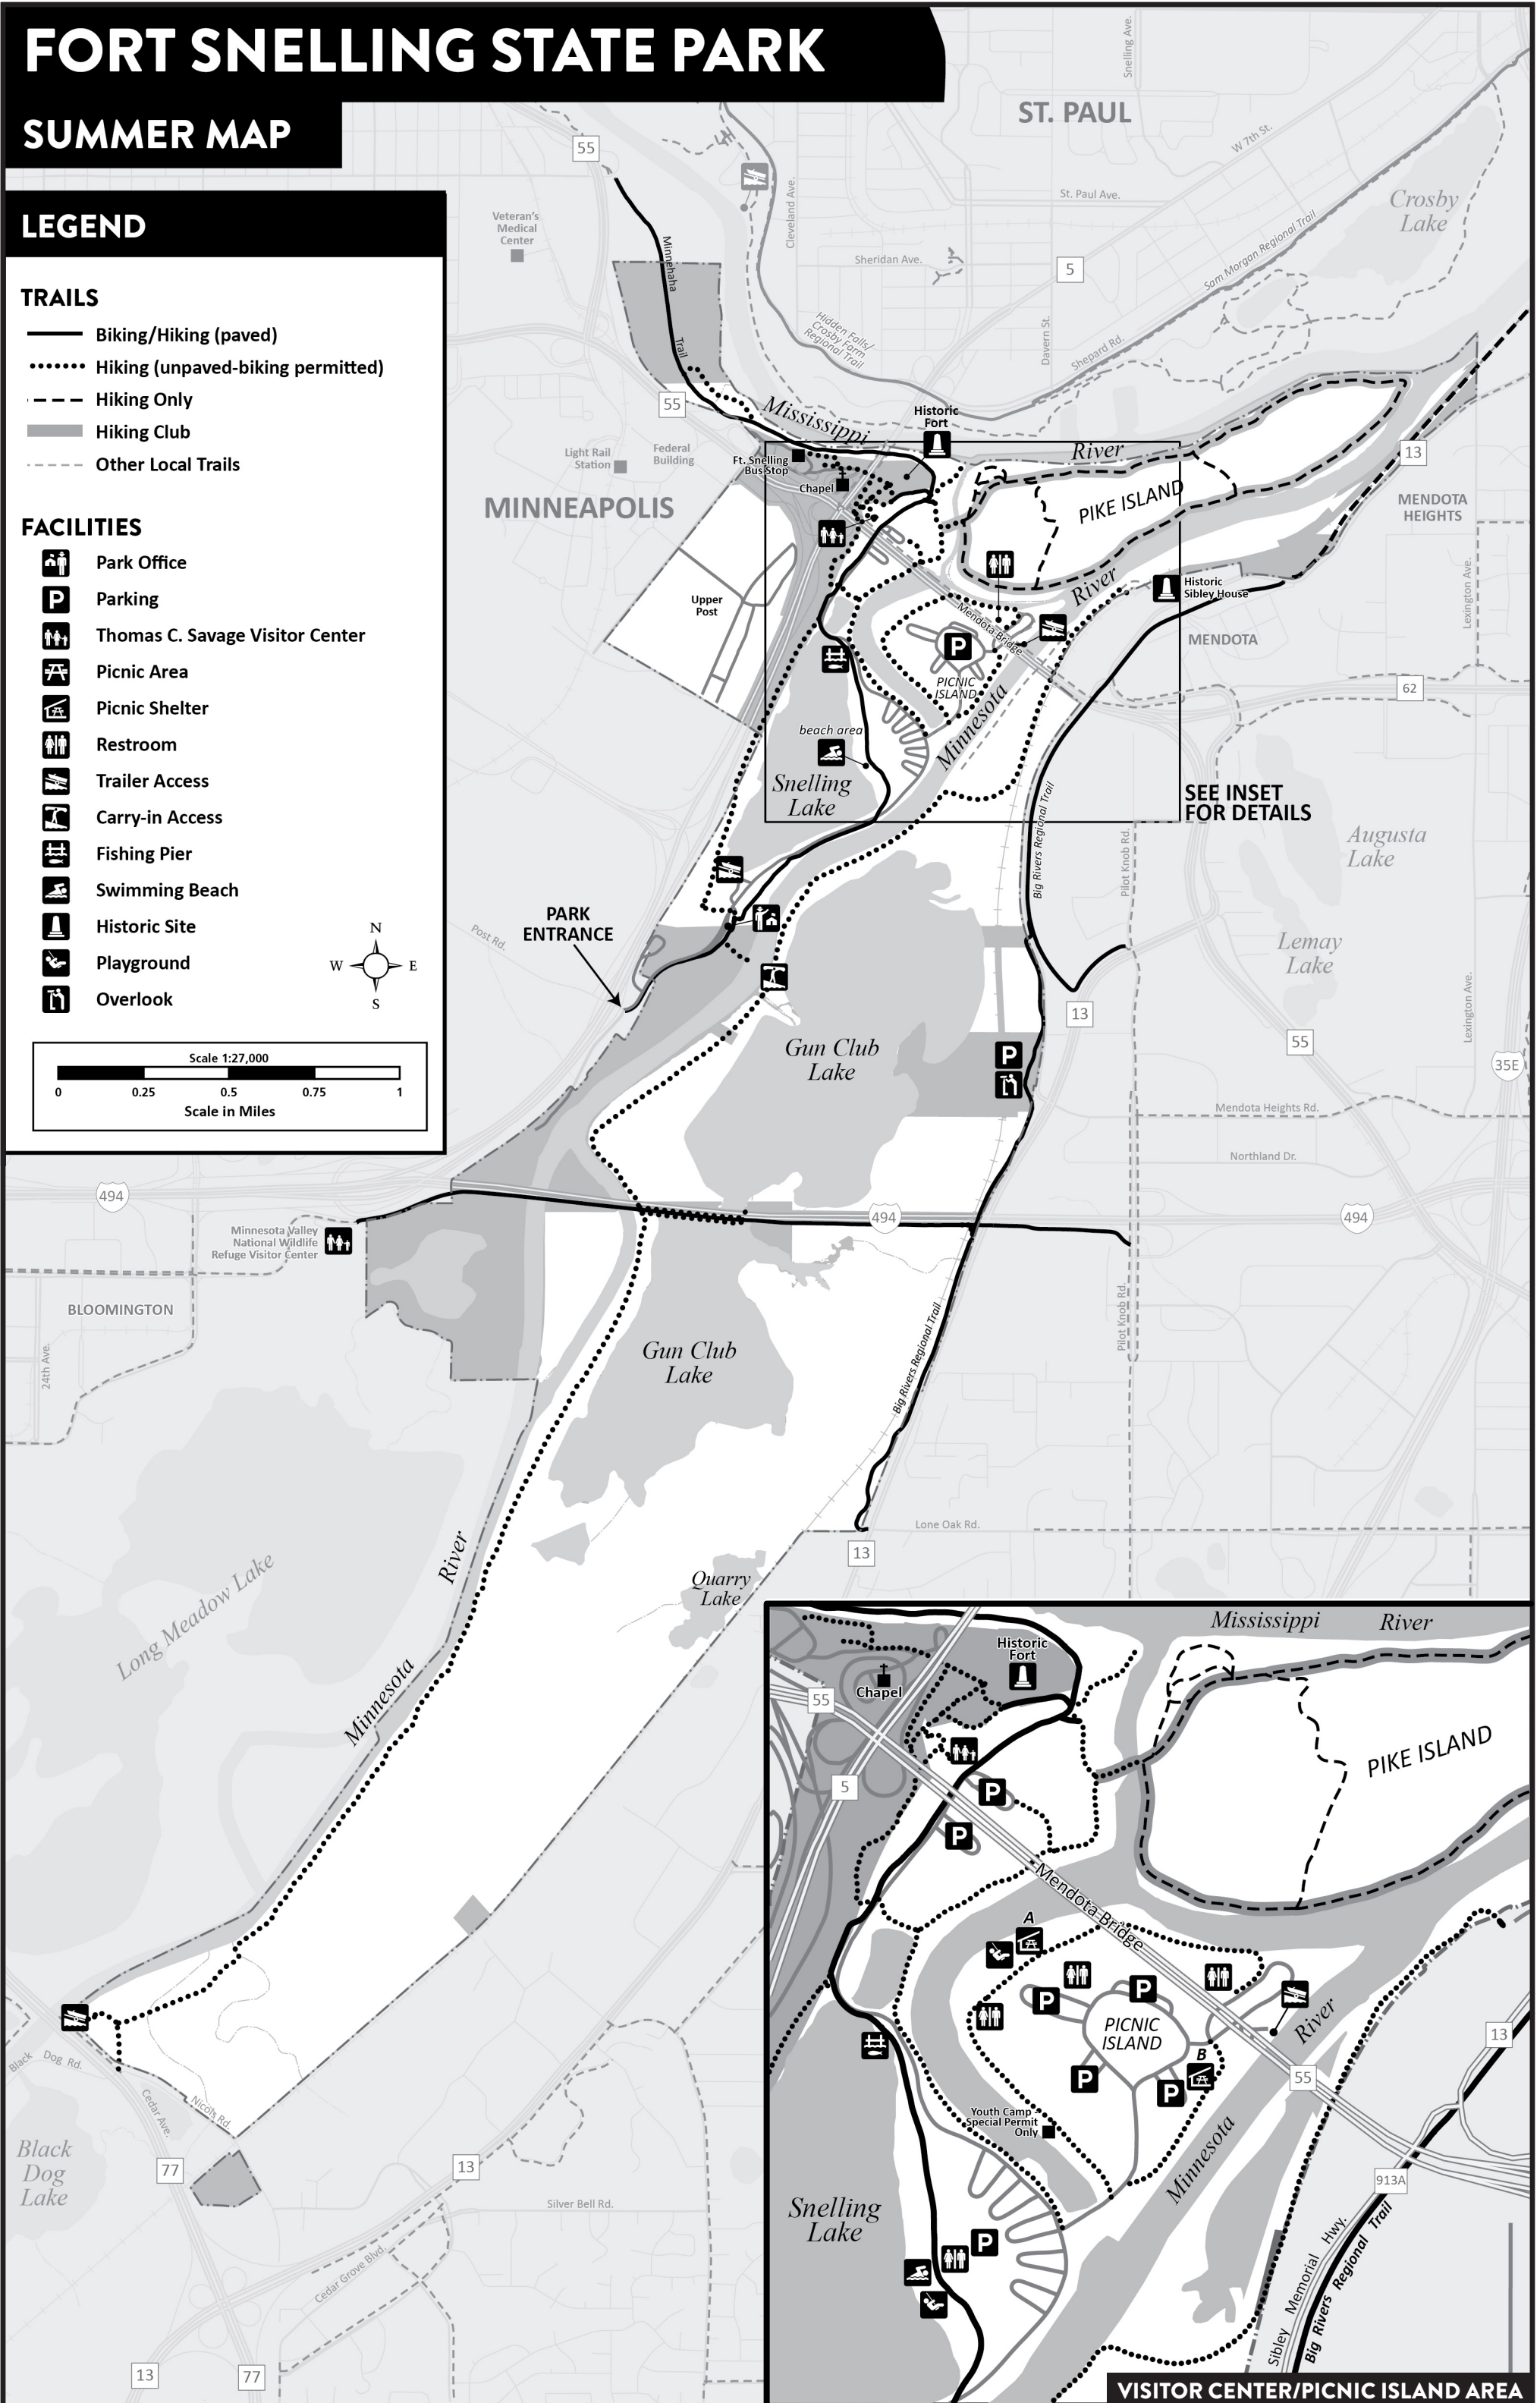 FORT SNELLING STATE PARK
SUMMER MAP
LEGEND
TRAILS
Biking/Hiking (paved)
Hiking (unpaved-biking permitted)
Hiking Only
Hiking Club
Other Local Trails
FACILITIES
Park Office
P
Parking
Thomas C. Savage Visitor Center
Picnic Area
Picnic Shelter
Restroom
Trailer Access
Carry-in Access
Fishing Pier
Swimming Beach
Historic Site
Playground
Overlook
N
W
E
S
Scale 1:27,000
0
0.25
0.5
0.75
1
Scale in Miles
ST. PAUL
Snelling Ave.
W 7th St.
55
Cleveland Ave.
St. Paul Ave.
Crosby
Lake
Veteran's
Medical
Center
Minnehaha
Trail
Sheridan Ave.
5
Sam Morgan Regional Trail
Hidden Falls/
Crosby Farm
Regional Trail
Davern St.
Shepard Rd.
55
Mississippi
River
Historic
Fort
Light Rail
Station
Federal
Building
Ft. Snelling
Bus Stop
Chapel
13
MINNEAPOLIS
PIKE ISLAND
MENDOTA
HEIGHTS
Lexington Ave.
Upper
Post
River
Historic
Sibley House
MENDOTA
Mendota Bridge
P
PICNIC
ISLAND
62
Minnesota
beach area
Snelling
Lake
SEE INSET
FOR DETAILS
Big Rivers Regional Trail
Pilot Knob Rd.
Augusta
Lake
PARK
ENTRANCE
Post Rd.
Lemay
Lake
Lexington Ave.
13
55
35E
Gun Club
Lake
P
Mendota Heights Rd.
Northland Dr.
494
494
494
Minnesota Valley
National Wildlife
Refuge Visitor Center
BLOOMINGTON
24th Ave.
Gun Club
Lake
Big Rivers Regional Trail
Pilot Knob Rd.
Lone Oak Rd.
13
River
Quarry
Lake
Long Meadow Lake
Minnesota
Black Dog Rd.
Cedar Ave.
Nicols Rd.
Black
Dog
Lake
77
13
Silver Bell Rd.
Cedar Grove Blvd.
13
77
Mississippi River
Historic
Fort
Chapel
55
PIKE ISLAND
5
P
P
Mendota Bridge
A
P
P
PICNIC
ISLAND
River
13
B
P
P
55
Youth Camp
Special Permit
Only
Minnesota
913A
Snelling
Lake
P
Sibley Memorial Hwy.
Big Rivers Regional Trail
VISITOR CENTER/PICNIC ISLAND AREA